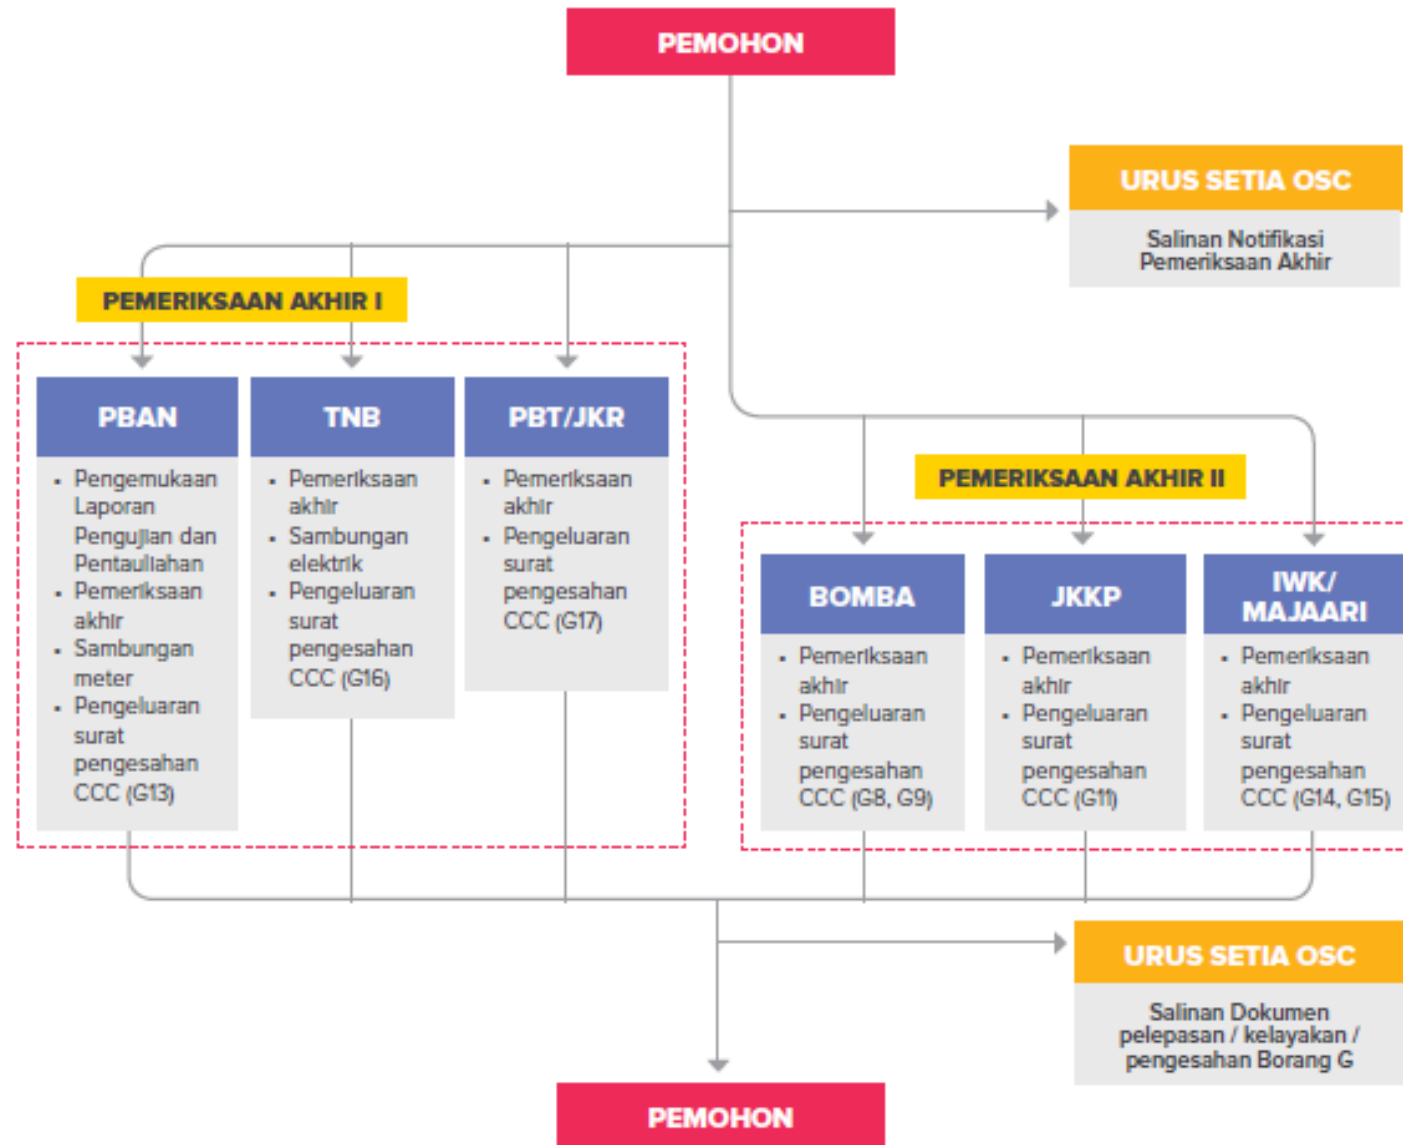 PEMOHON
URUS SETIA OSC
Salinan Notifikasi
Pemeriksaan Akhir
PEMERIKSAAN AKHIR I
PBAN
▪ Pengemukaan
Laporan
Pengujian dan
Pentauliahan
▪ Pemeriksaan
akhir
▪ Sambungan
meter
▪ Pengeluaran
surat
pengesahan
CCC (G13)
TNB
▪ Pemeriksaan
akhir
▪ Sambungan
elektrik
▪ Pengeluaran
surat
pengesahan
CCC (G16)
PBT/JKR
▪ Pemeriksaan
akhir
▪ Pengeluaran
surat
pengesahan
CCC (G17)
PEMERIKSAAN AKHIR II
BOMBA
▪ Pemeriksaan
akhir
▪ Pengeluaran
surat
pengesahan
CCC (G8, G9)
JKKP
▪ Pemeriksaan
akhir
▪ Pengeluaran
surat
pengesahan
CCC (G11)
IWK/
MAJAARI
▪ Pemeriksaan
akhir
▪ Pengeluaran
surat
pengesahan
CCC (G14, G15)
URUS SETIA OSC
Salinan Dokumen
pelepasan / kelayakan /
pengesahan Borang G
PEMOHON